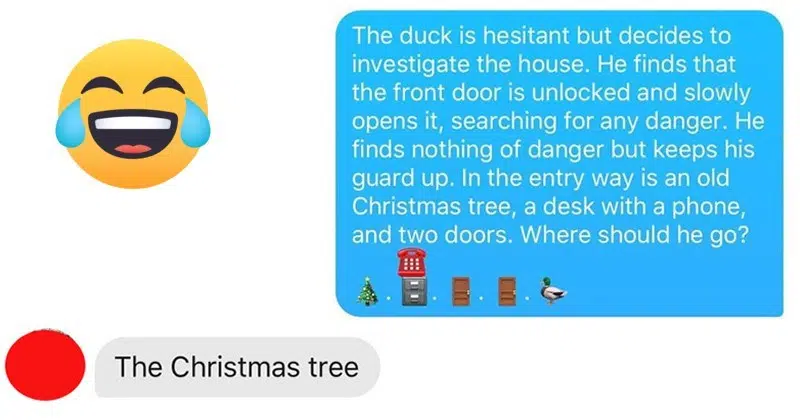 The duck is hesitant but decides to
investigate the house. He finds that
the front door is unlocked and slowly
opens it, searching for any danger. He
finds nothing of danger but keeps his
guard up. In the entry way is an old
Christmas tree, a desk with a phone,
and two doors. Where should he go?
The Christmas tree